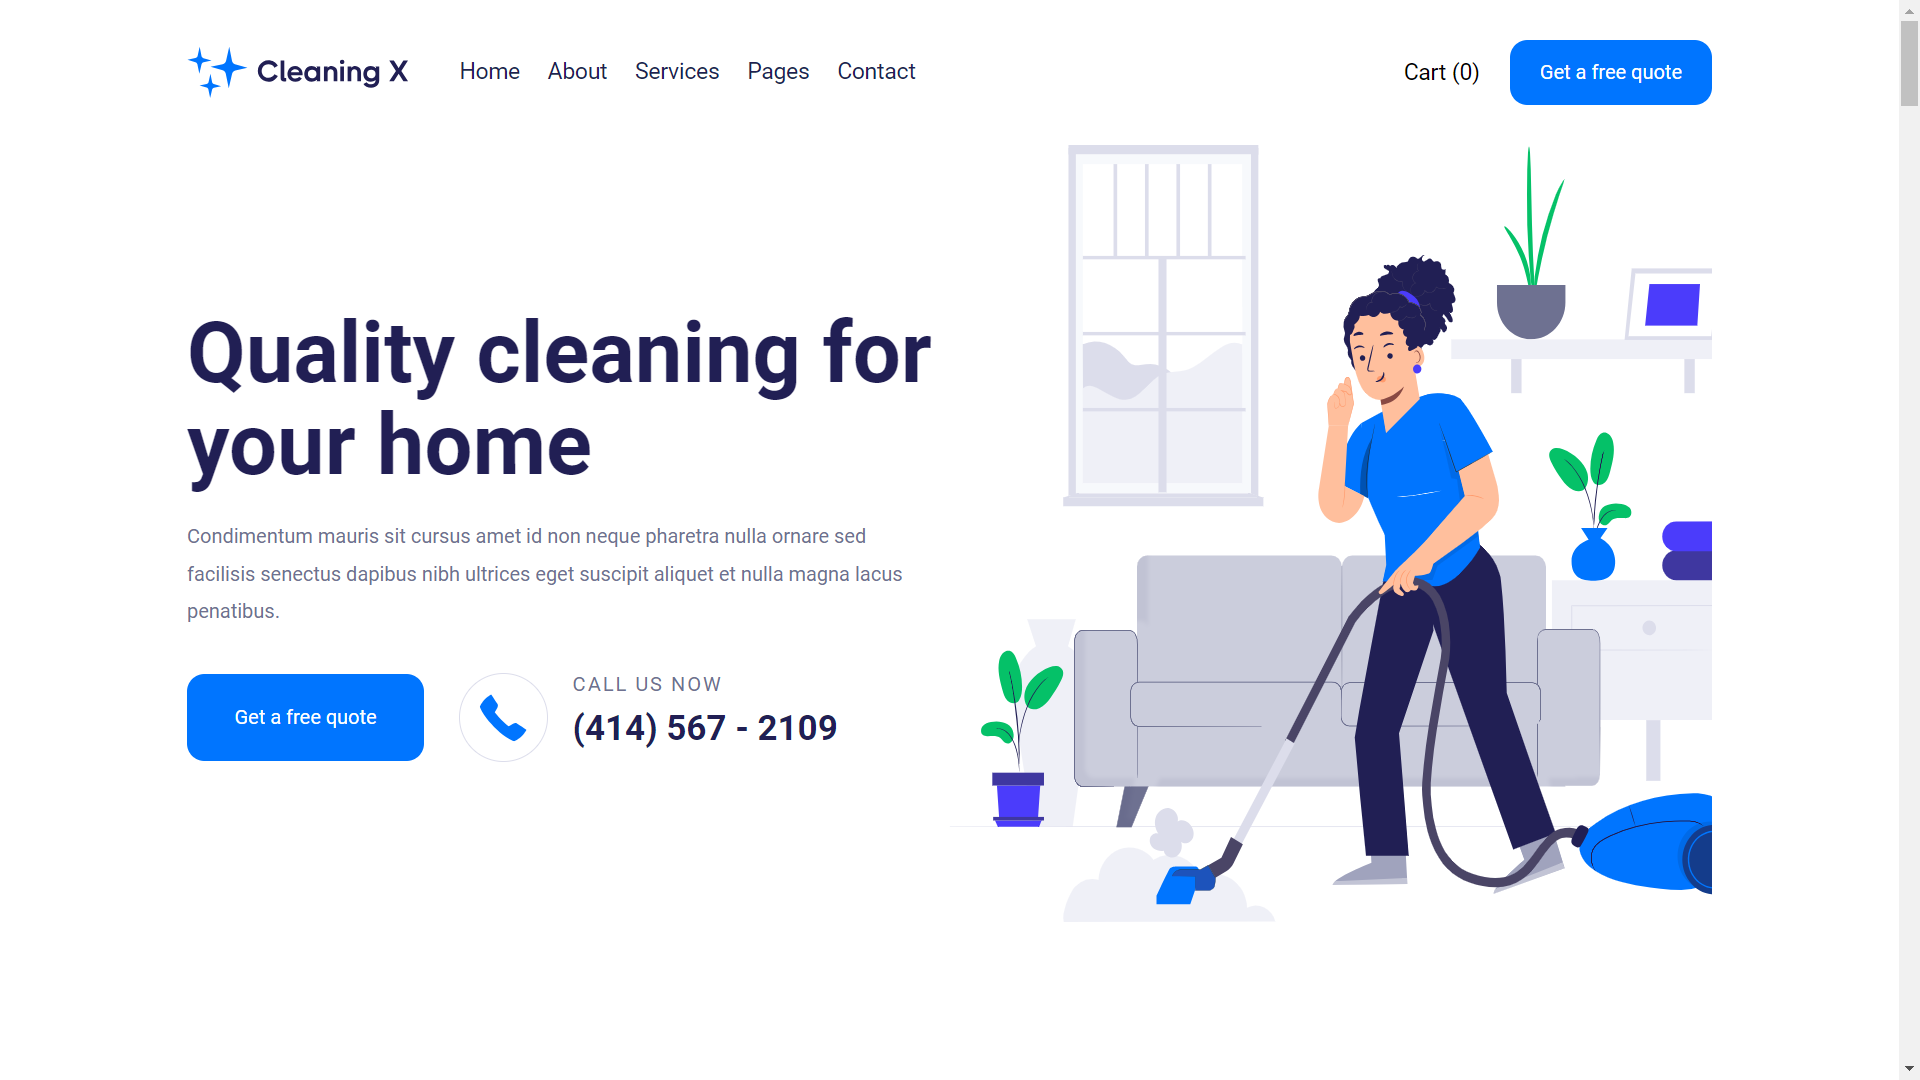 Cleaning X
Home About Services Pages Contact
Cart (0)
Get a free quote
Quality cleaning for
your home
Condimentum mauris sit cursus amet id non neque pharetra nulla ornare sed
facilisis senectus dapibus nibh ultrices eget suscipit aliquet et nulla magna lacus
penatibus.
Get a free quote
CALL US NOW
(414) 567 - 2109